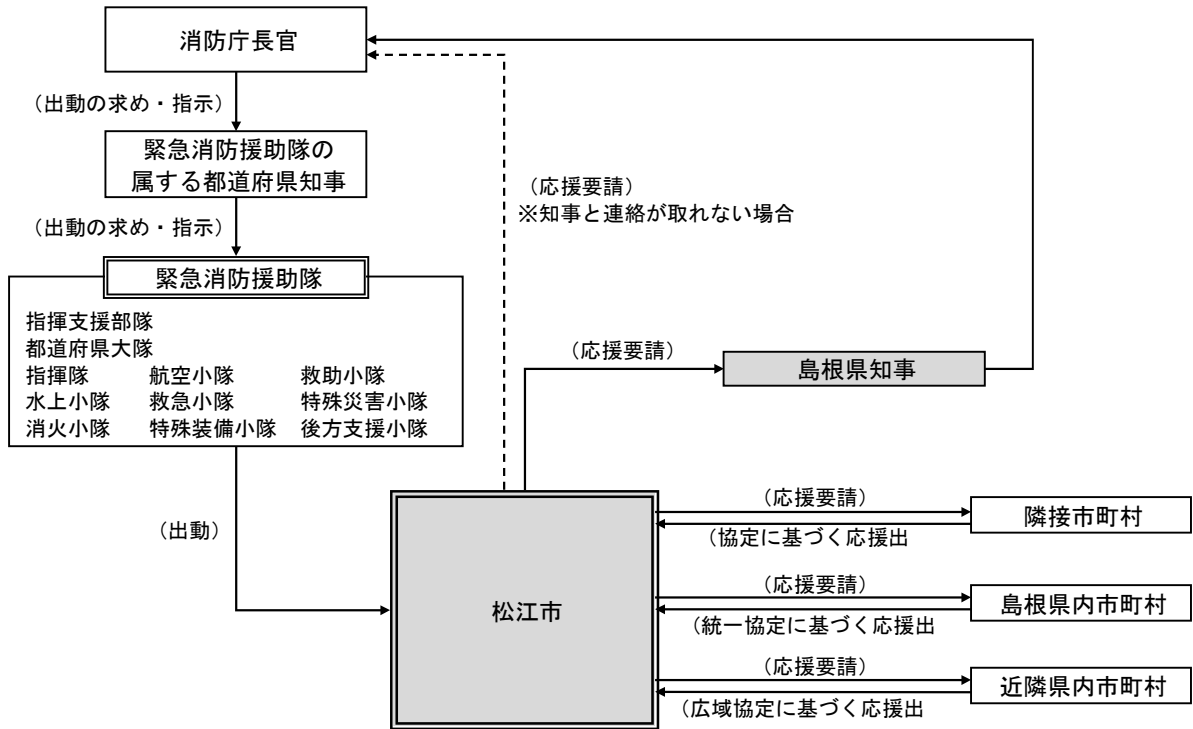 消防庁長官
（出動の求め・指示）
緊急消防援助隊の
属する都道府県知事
（応援要請）
※知事と連絡が取れない場合
（出動の求め・指示）
緊急消防援助隊
指揮支援部隊
都道府県大隊
指揮隊 航空小隊 救助小隊
水上小隊 救急小隊 特殊災害小隊
消火小隊 特殊装備小隊 後方支援小隊
（応援要請）
島根県知事
（出動）
松江市
（応援要請）
隣接市町村
（協定に基づく応援出
（応援要請）
島根県内市町村
（統一協定に基づく応援出
（応援要請）
近隣県内市町村
（広域協定に基づく応援出